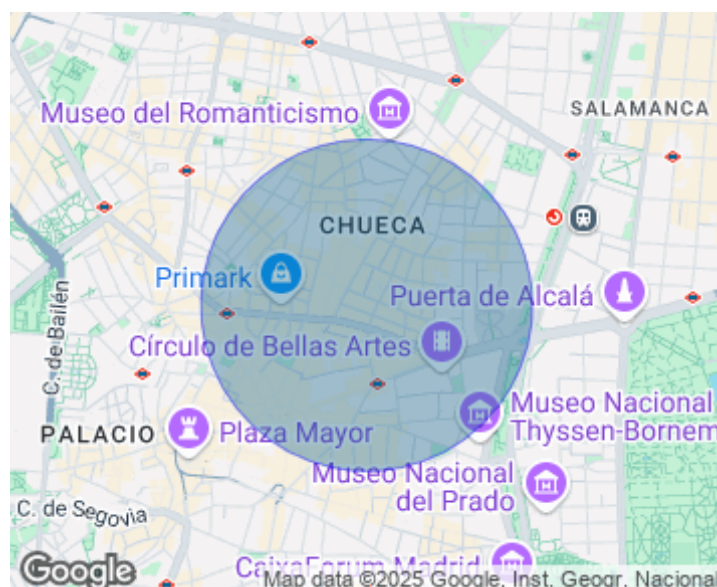 Museo del Romanticismo
SALAMANCA
CHUECA
Primark
Puerta de Alcalá
Círculo de Bellas Artes
C. de Bailén
Museo Nacional
Thyssen-Bornem
PALACIO
Plaza Mayor
Museo Nacional
del Prado
C. de Segovia
CaixaForum Madrid
Google
Map data ©2025 Google, Inst. Geogr. Nacional